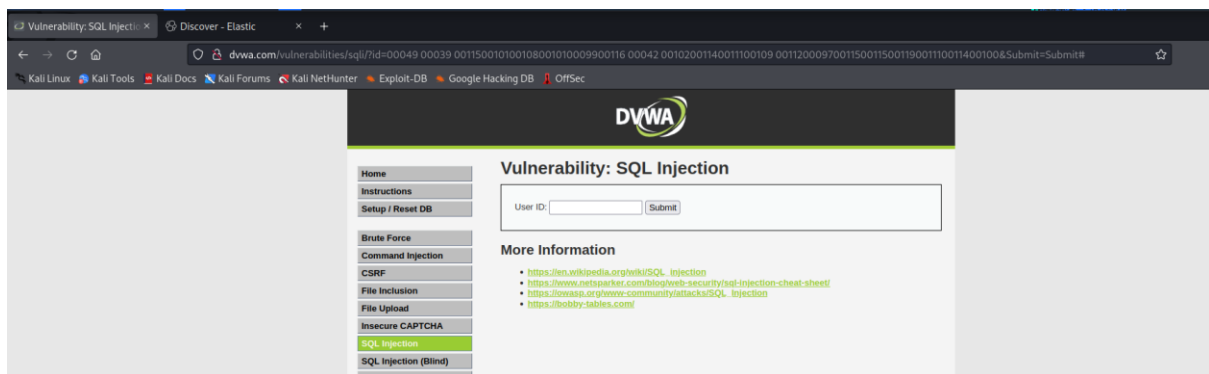 Vulnerability: SQL Injectio
Discover - Elastic
dvwa.com/vulnerabilities/sqli/?id=00049 00039 001150010100108001010009900116 00042 00102001140011100109 0011200097001150011500119001110011400100&Submit=Submit#
Kali Linux Kali Tools Kali Docs Kali Forums Kali NetHunter Exploit-DB Google Hacking DB OffSec
DVWA
Vulnerability: SQL Injection
Home
Instructions
Setup / Reset DB
Brute Force
Command Injection
CSRF
File Inclusion
File Upload
Insecure CAPTCHA
SQL Injection
SQL Injection (Blind)
User ID: Submit
More Information
https://en.wikipedia.org/wiki/SQL_injection
https://www.netsparker.com/blog/web-security/sql-injection-cheat-sheet/
https://owasp.org/www-community/attacks/SQL_Injection
https://bobby-tables.com/